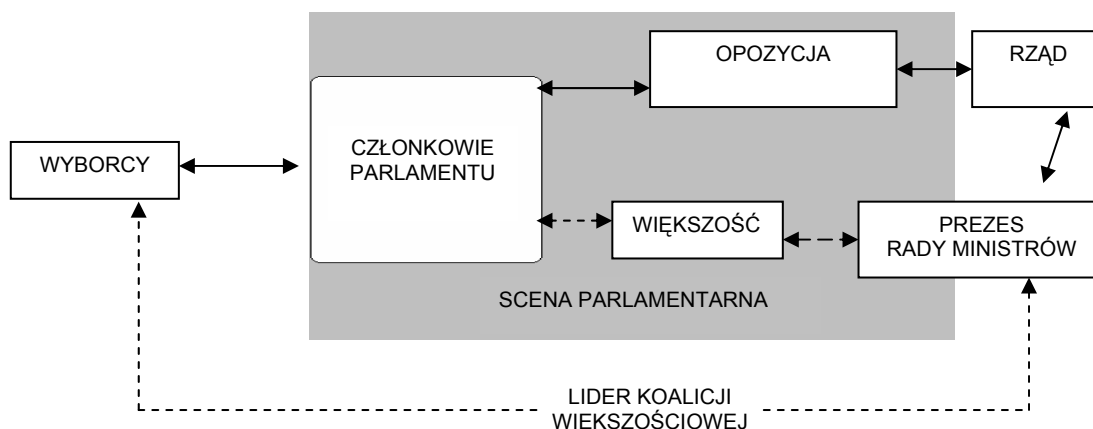 OPOZYCJA
RZĄD
CZŁONKOWIE
PARLAMENTU
WYBORCY
WIĘKSZOŚĆ
PREZES
RADY MINISTRÓW
SCENA PARLAMENTARNA
LIDER KOALICJI
WIEKSZOŚCIOWEJ